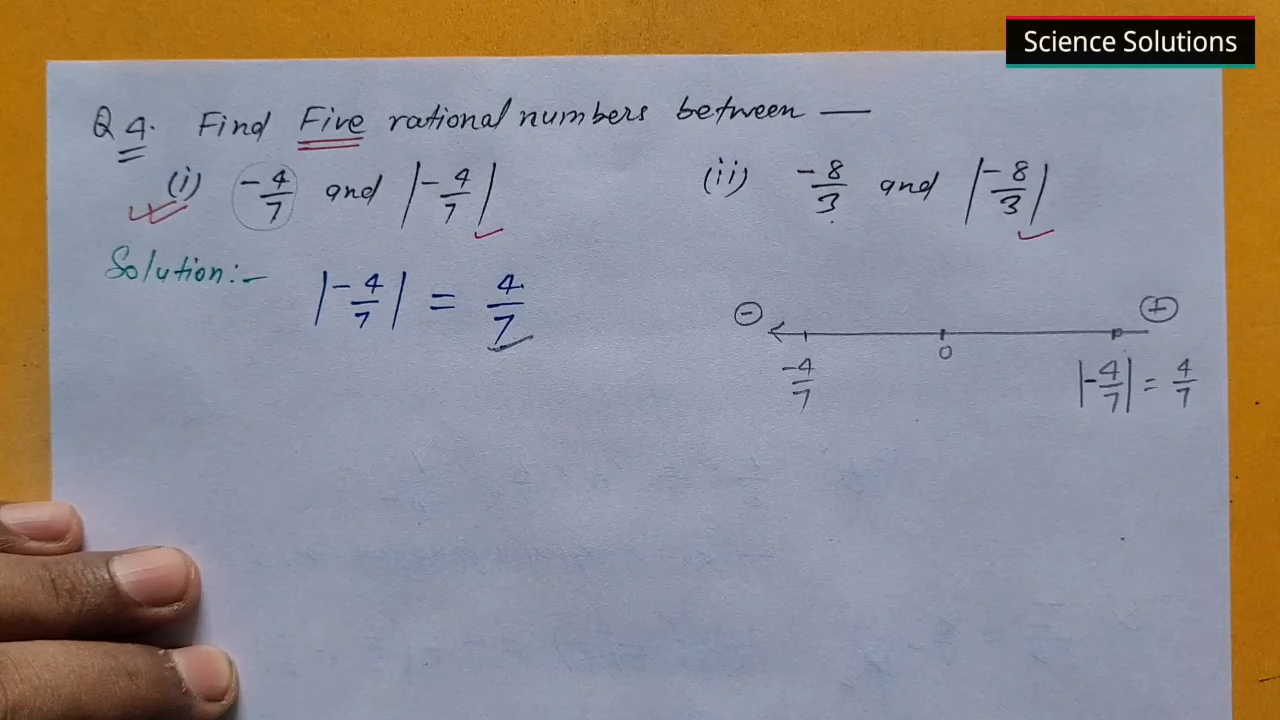 Science Solutions
Q 4. Find Five rational numbers between —
(i) -4/7 and |-4/7| (ii) -8/3 and |-8/3|
Solution:-
|-4/7| = 4/7
- +
0
-4/7 |-4/7| = 4/7